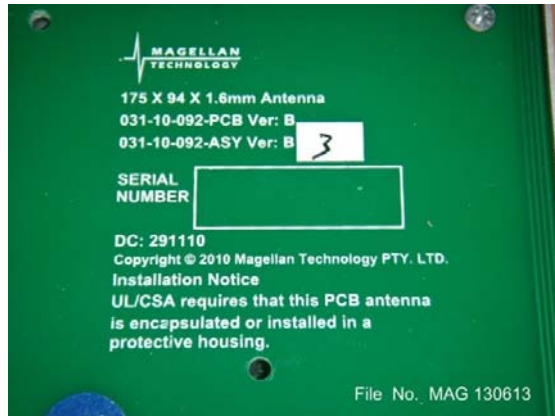 MAGELLAN
TECHNOLOGY
175 X 94 X 1.6mm Antenna
031-10-092-PCB Ver: B
031-10-092-ASY Ver: B 3
SERIAL
NUMBER
DC: 291110
Copyright © 2010 Magellan Technology PTY. LTD.
Installation Notice
UL/CSA requires that this PCB antenna
is encapsulated or installed in a
protective housing.
File No. MAG 130613